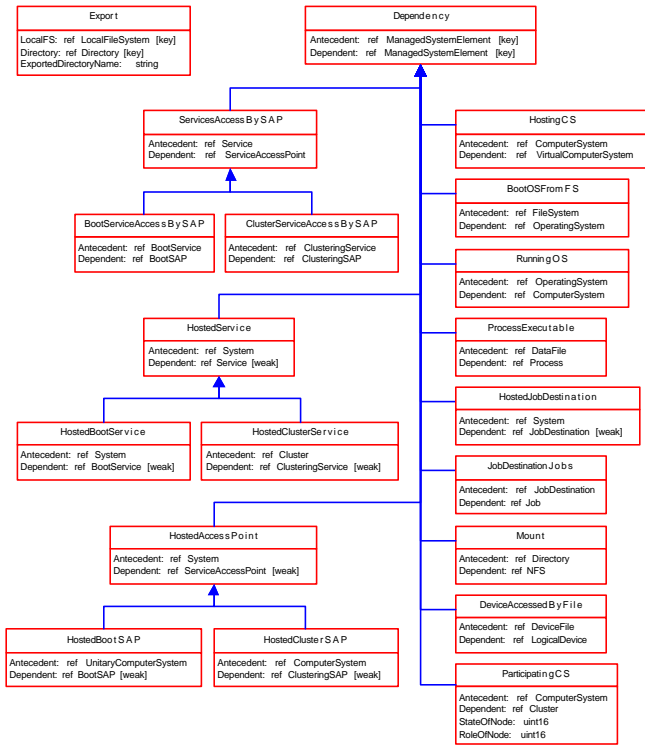 Export
LocalFS: ref LocalFileSystem [key]
Directory: ref Directory [key]
ExportedDirectoryName: string
Dependency
Antecedent: ref ManagedSystemElement [key]
Dependent: ref ManagedSystemElement [key]
ServicesAccessBySAP
Antecedent: ref Service
Dependent: ref ServiceAccessPoint
BootServiceAccessBySAP
Antecedent: ref BootService
Dependent: ref BootSAP
ClusterServiceAccessBySAP
Antecedent: ref ClusteringService
Dependent: ref ClusteringSAP
HostedService
Antecedent: ref System
Dependent: ref Service [weak]
HostedBootService
Antecedent: ref System
Dependent: ref BootService [weak]
HostedClusterService
Antecedent: ref Cluster
Dependent: ref ClusteringService [weak]
HostedAccessPoint
Antecedent: ref System
Dependent: ref ServiceAccessPoint [weak]
HostedBootSAP
Antecedent: ref UnitaryComputerSystem
Dependent: ref BootSAP [weak]
HostedClusterSAP
Antecedent: ref ComputerSystem
Dependent: ref ClusteringSAP [weak]
HostingCS
Antecedent: ref ComputerSystem
Dependent: ref VirtualComputerSystem
BootOSFromFS
Antecedent: ref FileSystem
Dependent: ref OperatingSystem
RunningOS
Antecedent: ref OperatingSystem
Dependent: ref ComputerSystem
ProcessExecutable
Antecedent: ref DataFile
Dependent: ref Process
HostedJobDestination
Antecedent: ref System
Dependent: ref JobDestination [weak]
JobDestinationJobs
Antecedent: ref JobDestination
Dependent: ref Job
Mount
Antecedent: ref Directory
Dependent: ref NFS
DeviceAccessedByFile
Antecedent: ref DeviceFile
Dependent: ref LogicalDevice
ParticipatingCS
Antecedent: ref ComputerSystem
Dependent: ref Cluster
StateOfNode: uint16
RoleOfNode: uint16